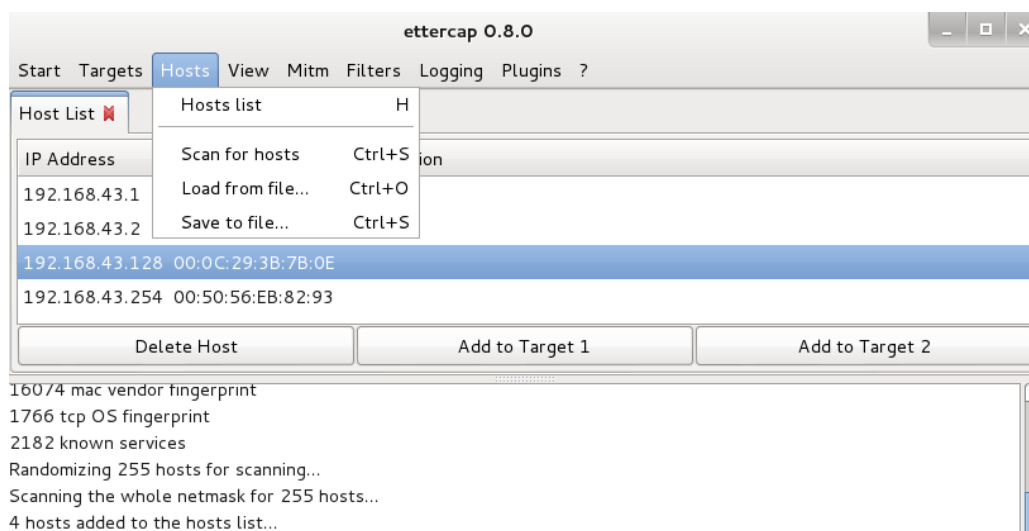 ettercap 0.8.0
Start Targets Hosts View Mitm Filters Logging Plugins ?
Hosts list H
Scan for hosts Ctrl+S
Load from file... Ctrl+O
Save to file... Ctrl+S
Host List
IP Address
192.168.43.1
192.168.43.2
192.168.43.128 00:0C:29:3B:7B:0E
192.168.43.254 00:50:56:EB:82:93
Delete Host Add to Target 1 Add to Target 2
16074 mac vendor fingerprint
1766 tcp OS fingerprint
2182 known services
Randomizing 255 hosts for scanning...
Scanning the whole netmask for 255 hosts...
4 hosts added to the hosts list...